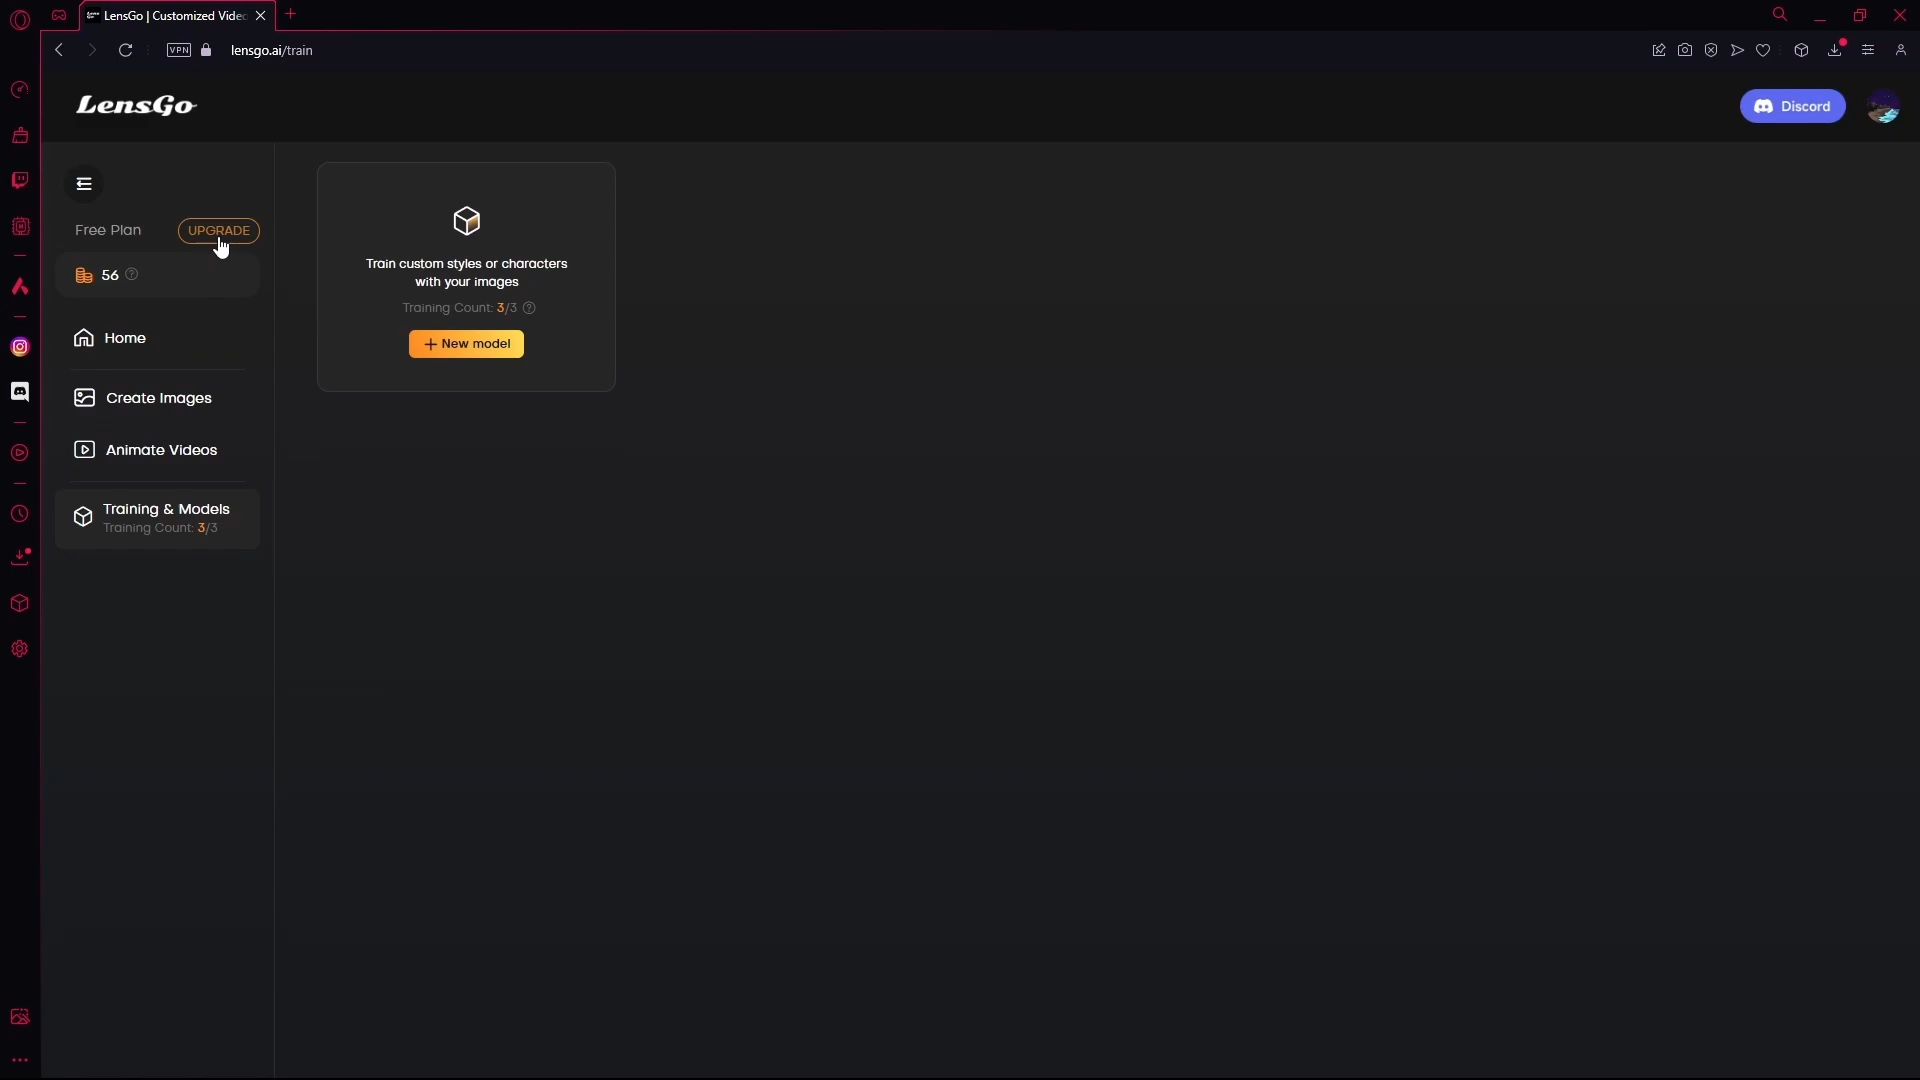 LensGo | Customized Videc
VPN
lensgo.ai/train
LensGo
Discord
Free Plan
UPGRADE
56
Home
Create Images
Animate Videos
Training & Models
Training Count: 3/3
Train custom styles or characters
with your images
Training Count: 3/3
+ New model